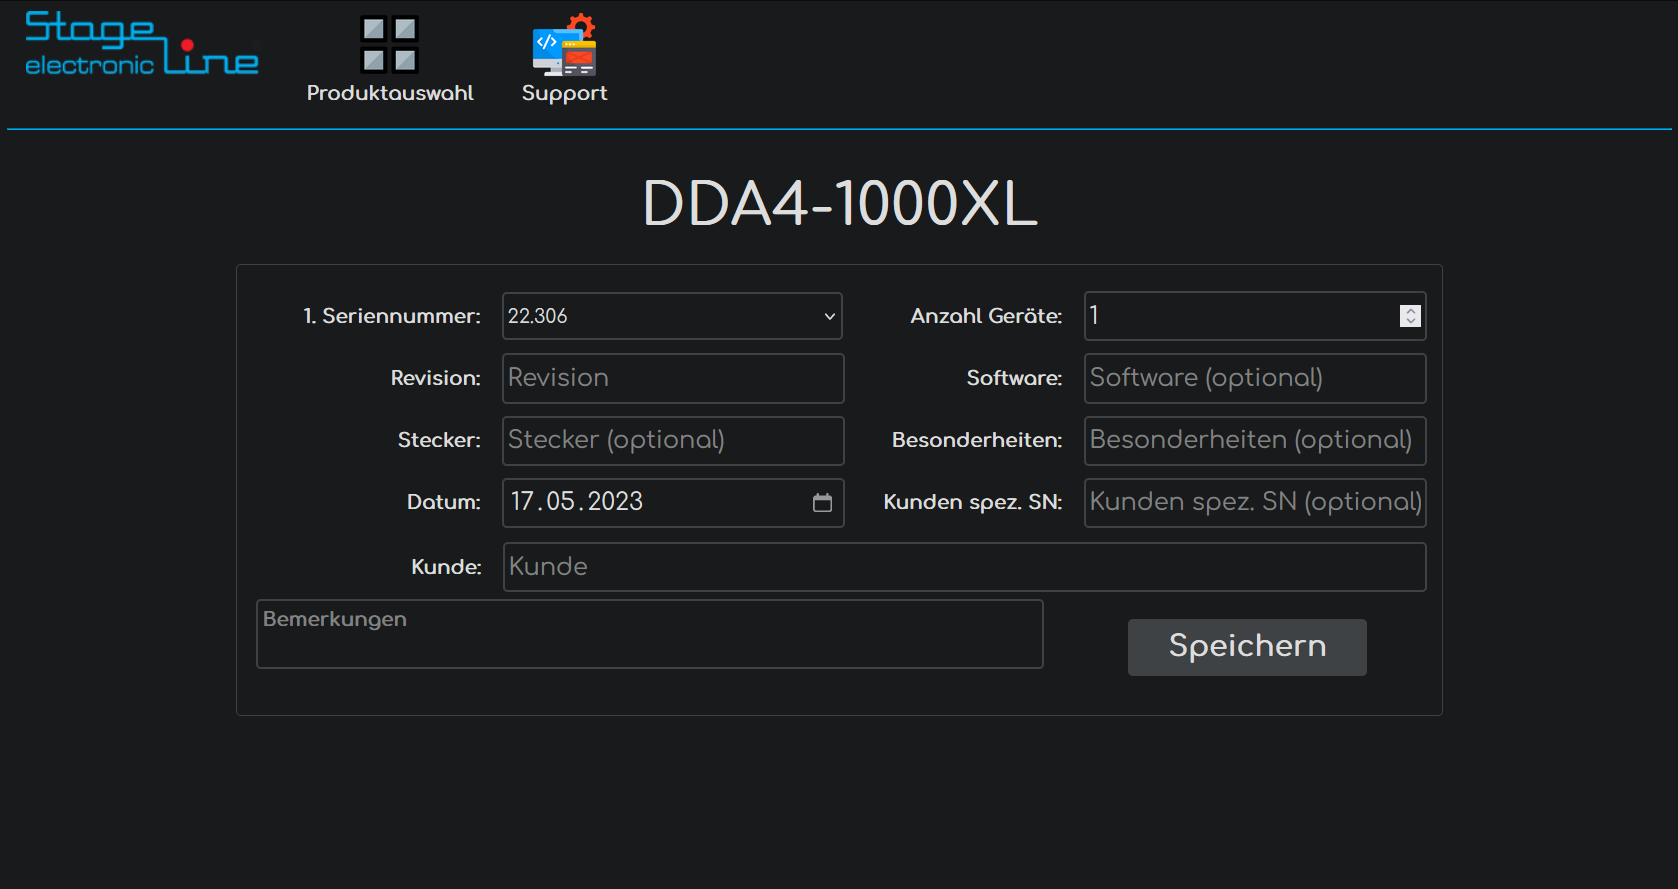 Stage
electronic Line
Produktauswahl
Support
DDA4-1000XL
1. Seriennummer: 22.306 Anzahl Geräte: 1
Revision: Revision Software: Software (optional)
Stecker: Stecker (optional) Besonderheiten: Besonderheiten (optional)
Datum: 17.05.2023 Kunden spez. SN: Kunden spez. SN (optional)
Kunde: Kunde
Bemerkungen
Speichern